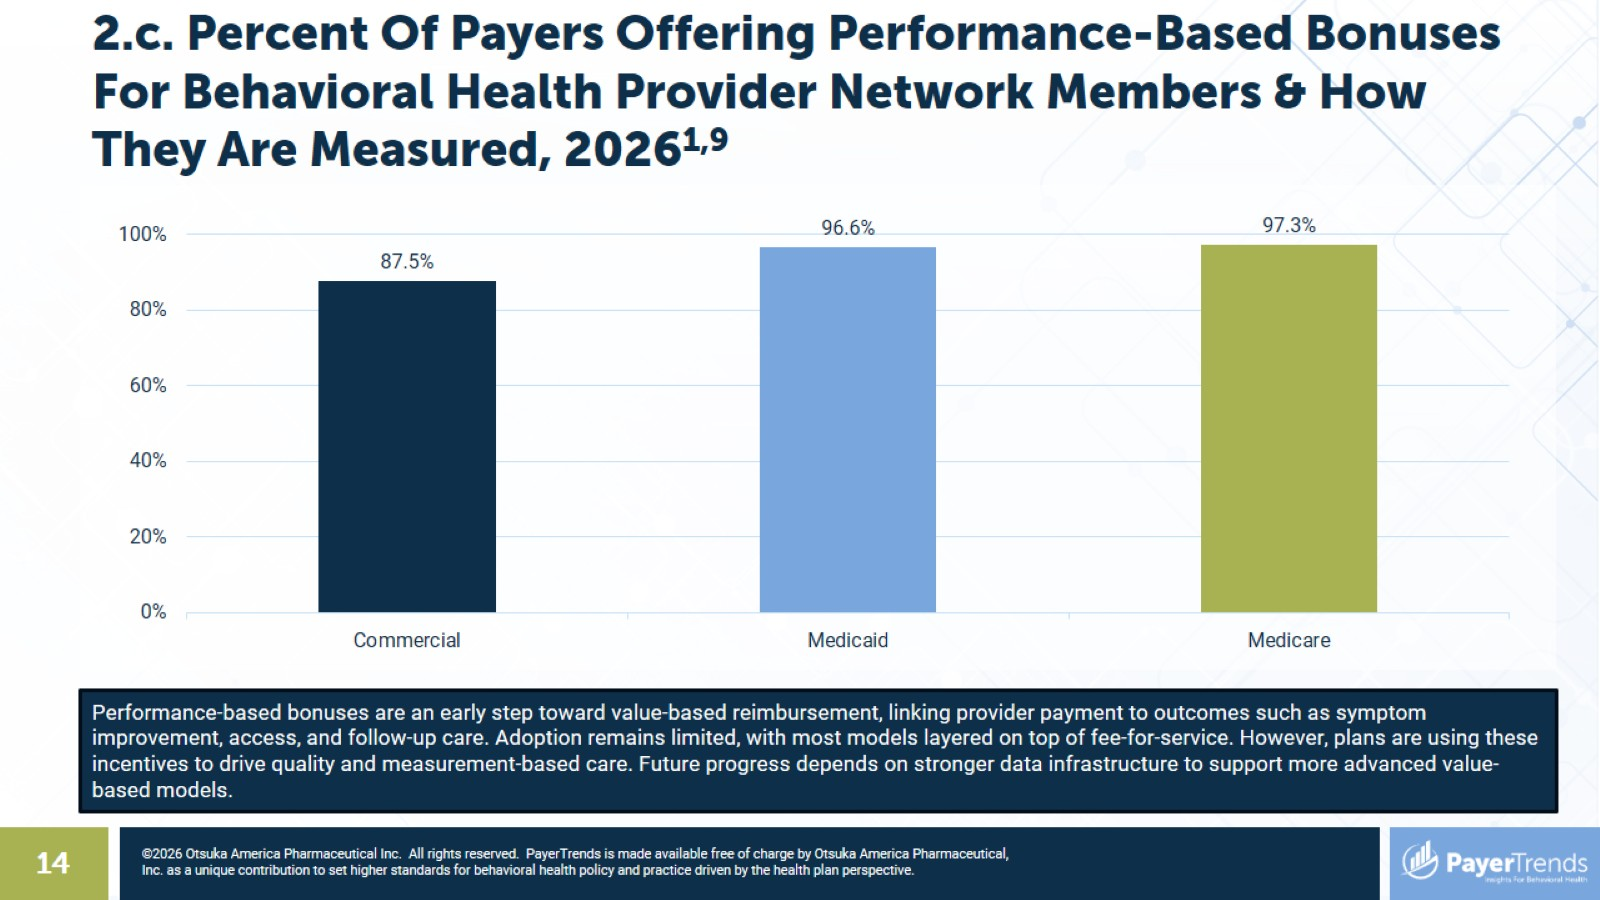 2.c. Percent Of Payers Offering Performance-Based Bonuses
For Behavioral Health Provider Network Members & How
They Are Measured, 2026¹,⁹
100%
80%
60%
40%
20%
0%
87.5%
96.6%
97.3%
Commercial
Medicaid
Medicare
Performance-based bonuses are an early step toward value-based reimbursement, linking provider payment to outcomes such as symptom
improvement, access, and follow-up care. Adoption remains limited, with most models layered on top of fee-for-service. However, plans are using these
incentives to drive quality and measurement-based care. Future progress depends on stronger data infrastructure to support more advanced value-
based models.
14
©2026 Otsuka America Pharmaceutical Inc. All rights reserved. PayerTrends is made available free of charge by Otsuka America Pharmaceutical,
Inc. as a unique contribution to set higher standards for behavioral health policy and practice driven by the health plan perspective.
PayerTrends
Insights For Behavioral Health